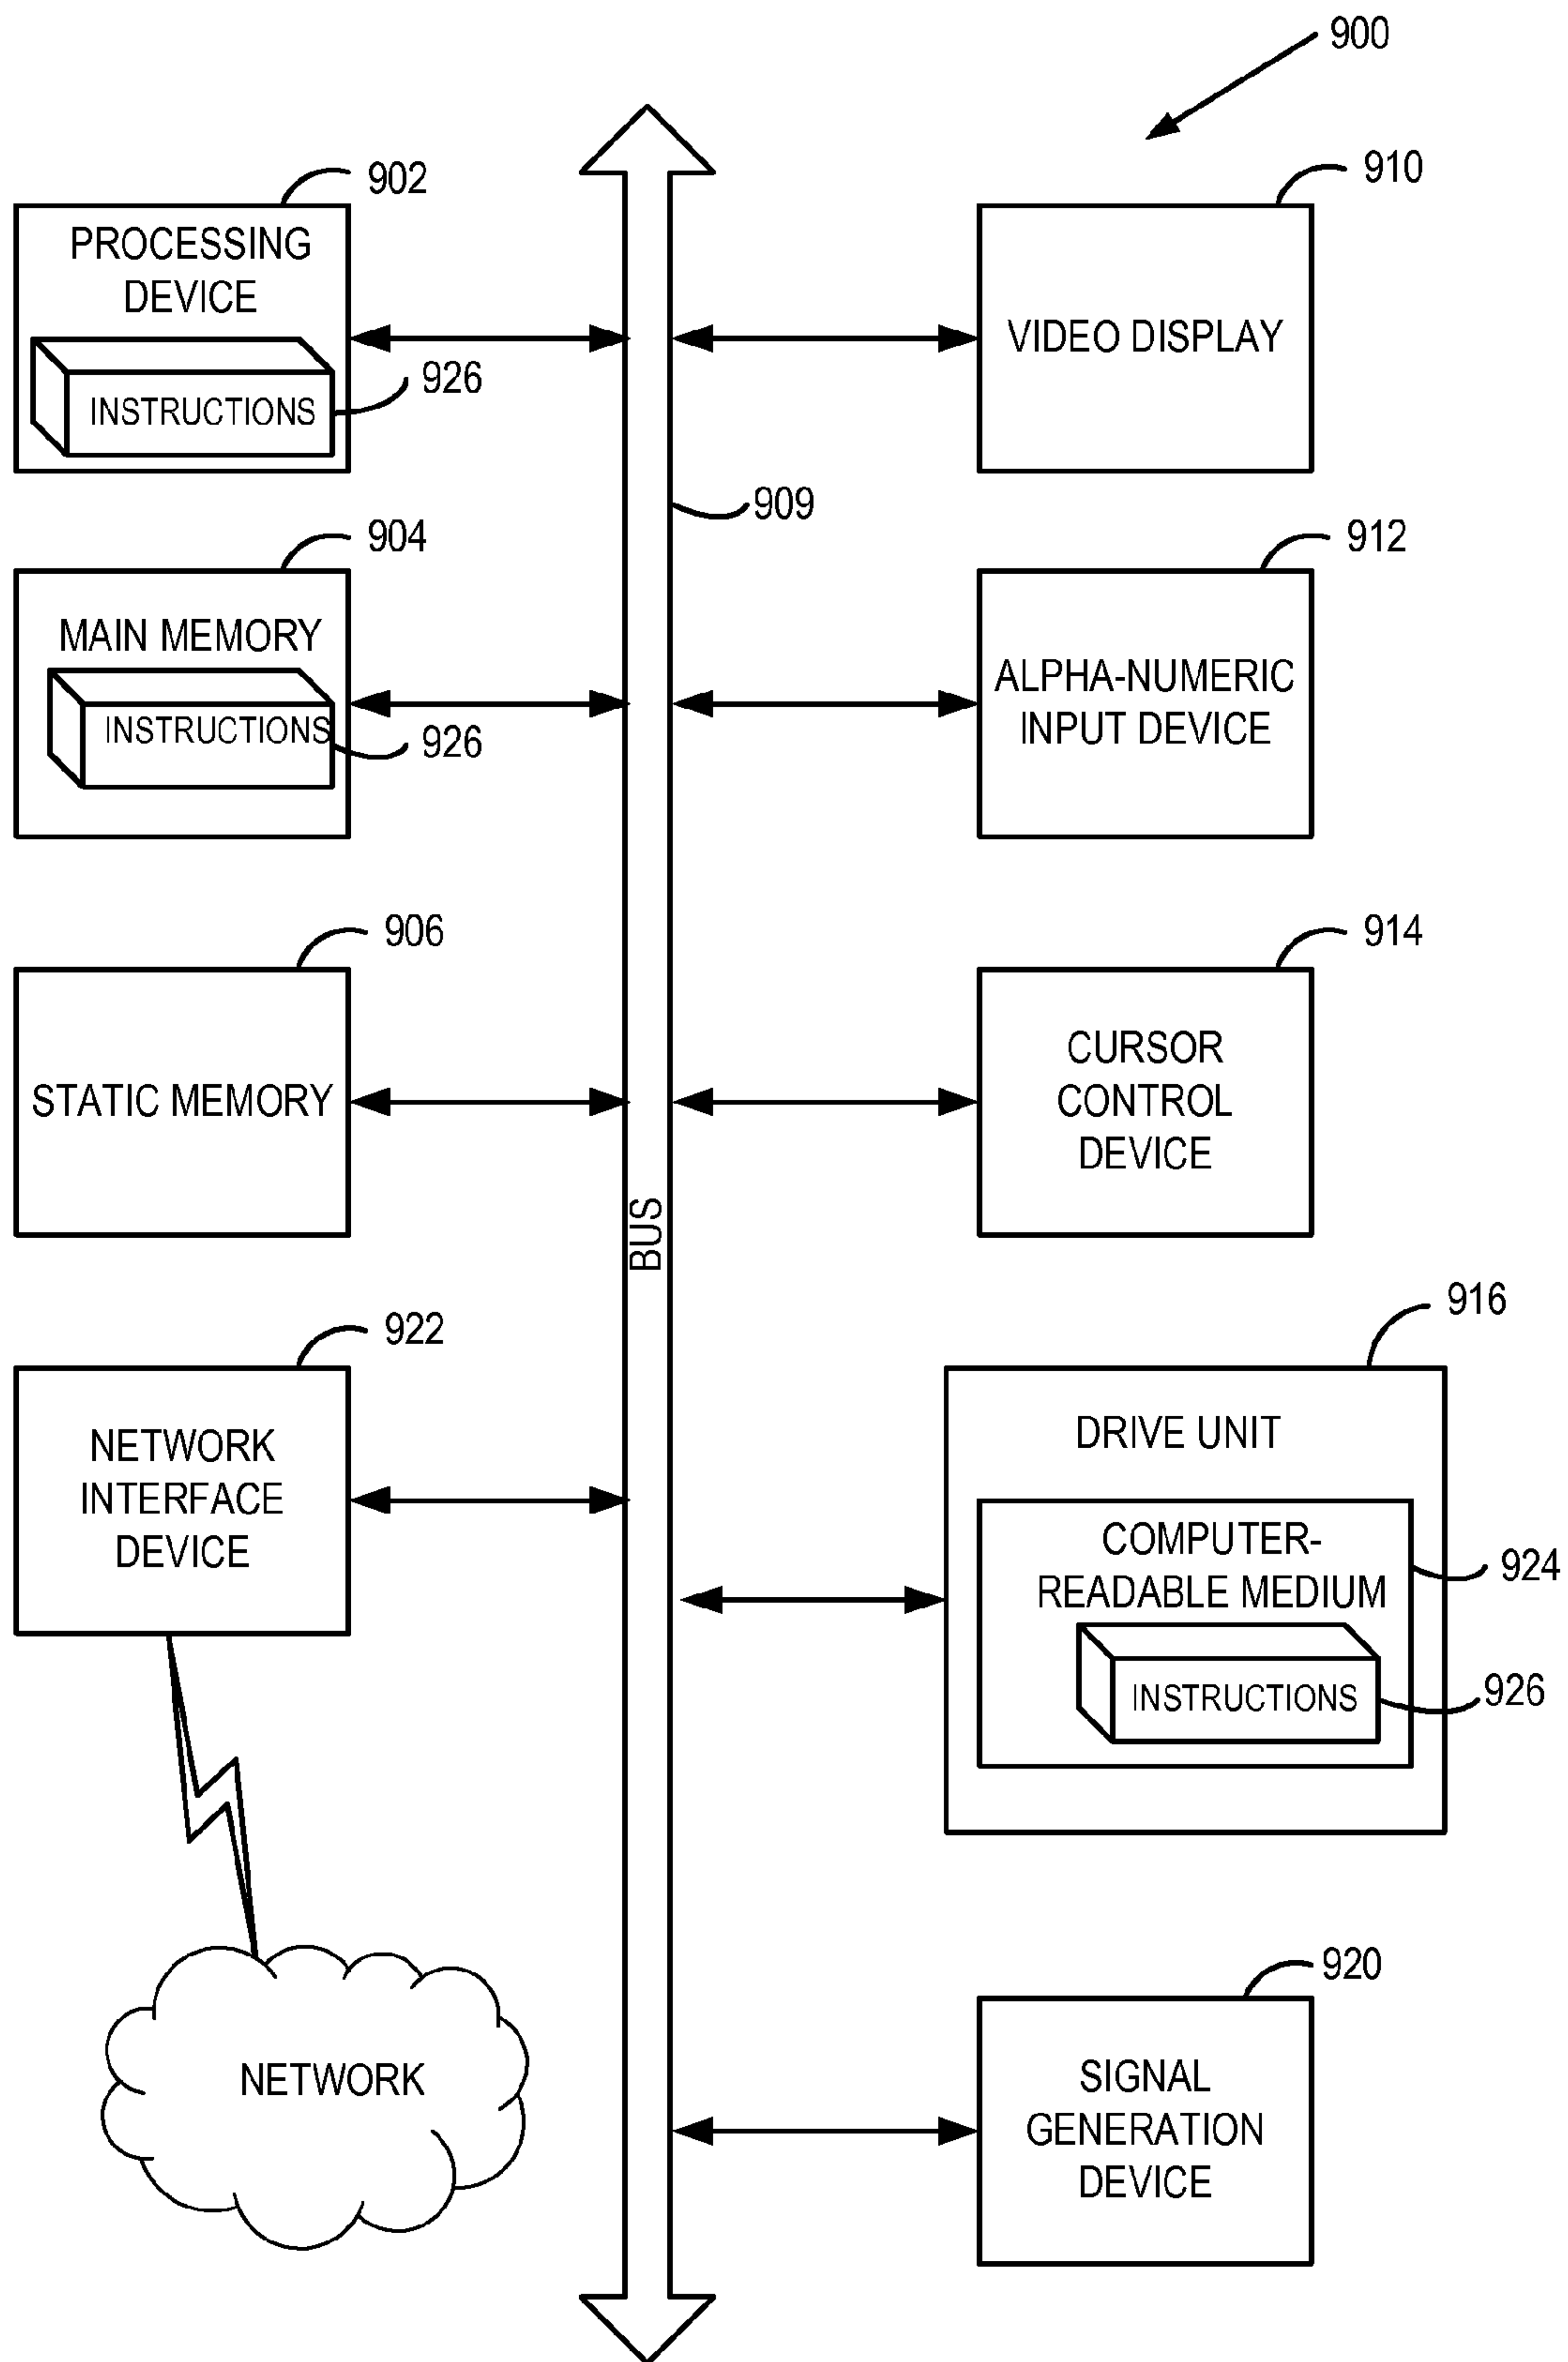 900
902
PROCESSING
DEVICE
INSTRUCTIONS
926
910
VIDEO DISPLAY
909
904
MAIN MEMORY
INSTRUCTIONS
926
912
ALPHA-NUMERIC
INPUT DEVICE
906
STATIC MEMORY
914
CURSOR
CONTROL
DEVICE
BUS
922
NETWORK
INTERFACE
DEVICE
916
DRIVE UNIT
COMPUTER-
READABLE MEDIUM
924
INSTRUCTIONS
926
NETWORK
920
SIGNAL
GENERATION
DEVICE